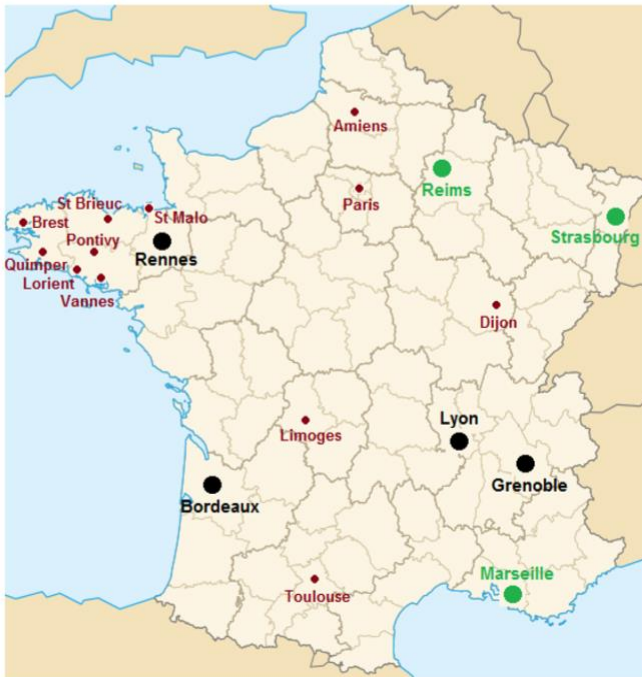 Amiens
Reims
Paris
St Brieuc
St Malo
Brest
Strasbourg
Pontivy
Rennes
Quimper
Lorient
Vannes
Dijon
Lyon
Limoges
Grenoble
Bordeaux
Marseille
Toulouse